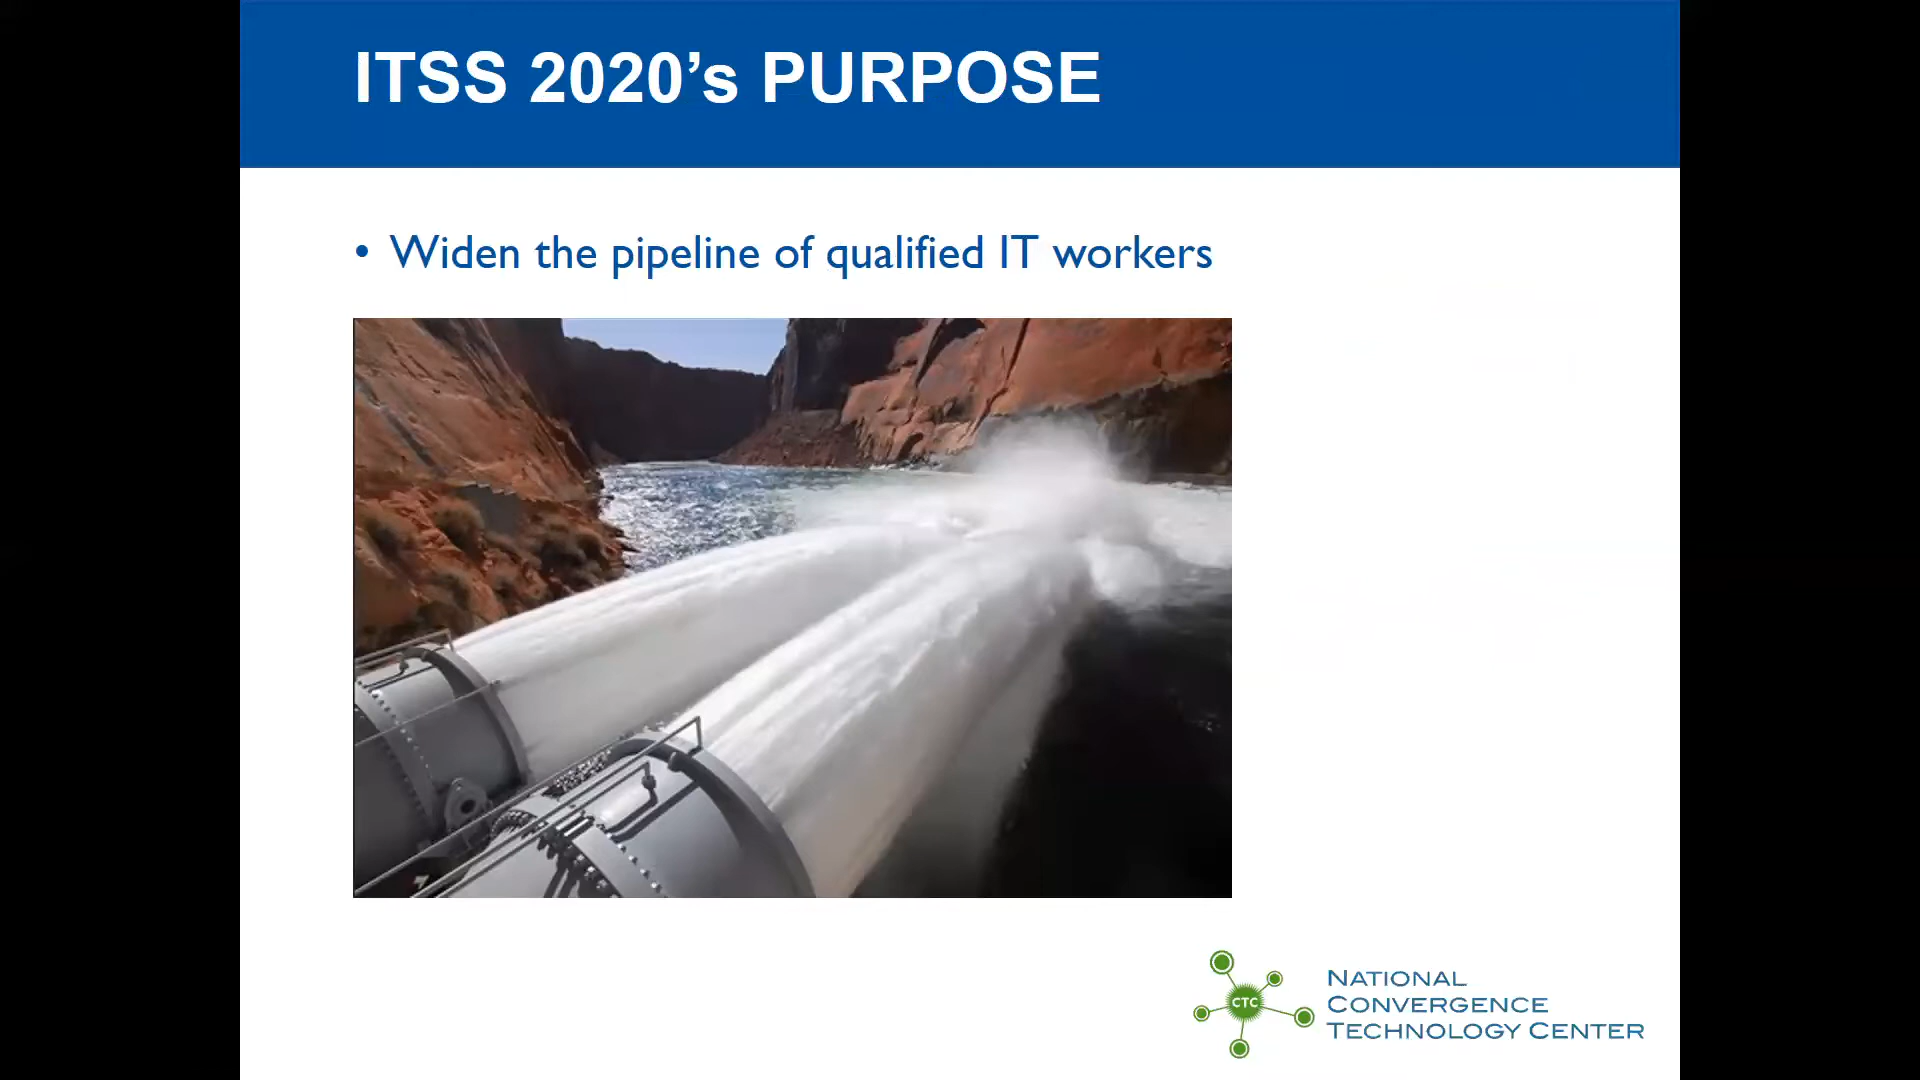 ITSS 2020’s PURPOSE
• Widen the pipeline of qualified IT workers
CTC
NATIONAL
CONVERGENCE
TECHNOLOGY CENTER